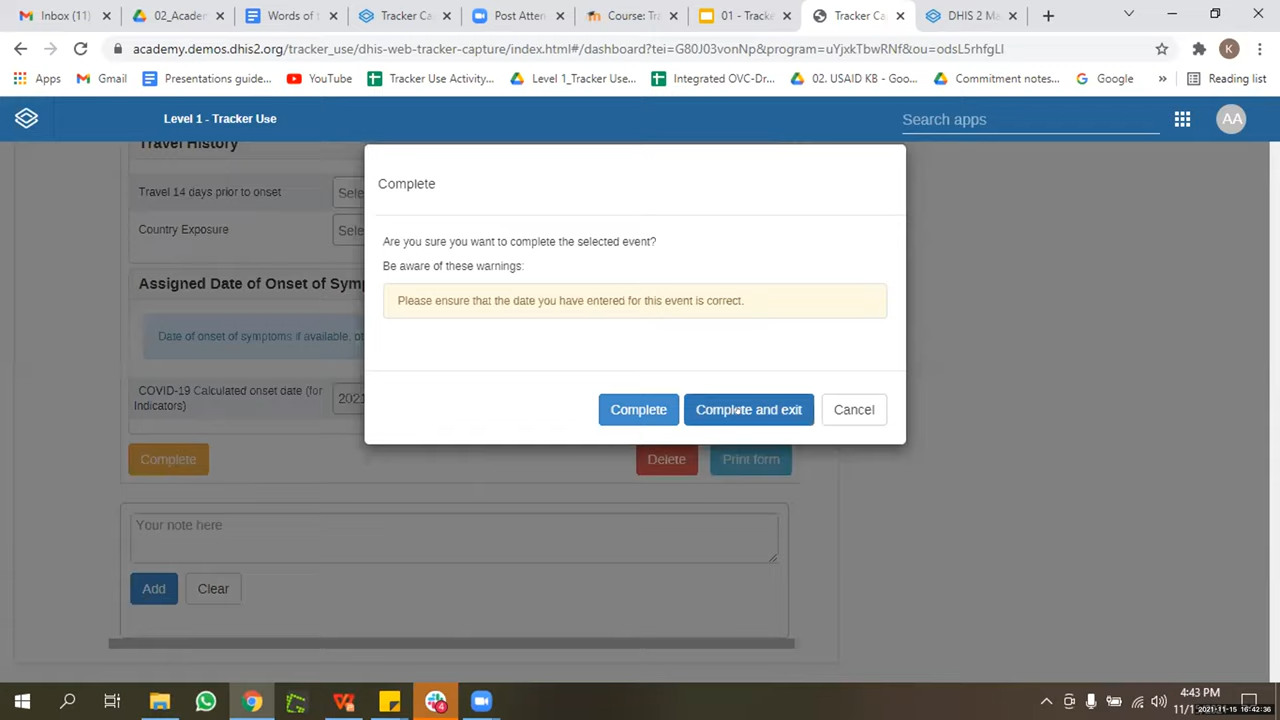 Inbox (11)
02_Acader
Words of
Tracker Ca
Post Atten
Course: Tra
01 - Tracke
Tracker Ca
DHIS 2 Ma
academy.demos.dhis2.org/tracker_use/dhis-web-tracker-capture/index.html#/dashboard?tei=G80J03vonNp&program=uYjxkTbwRNf&ou=odsL5rhfgLI
K
Apps
Gmail
Presentations guide...
YouTube
Tracker Use Activity...
Level 1_Tracker Use...
Integrated OVC-Dr...
02. USAID KB - Goo...
Commitment notes...
Google
»
Reading list
Level 1 - Tracker Use
Search apps
AA
Travel History
Travel 14 days prior to onset
Sele
Country Exposure
Sele
Assigned Date of Onset of Symp
Date of onset of symptoms if available, ot
COVID-19 Calculated onset date (for
Indicators)
2021
Complete
Are you sure you want to complete the selected event?
Be aware of these warnings:
Please ensure that the date you have entered for this event is correct.
Complete
Complete and exit
Cancel
Complete
Delete
Print form
Your note here
Add
Clear
4
4:43 PM
2021-11-15 16:42:36